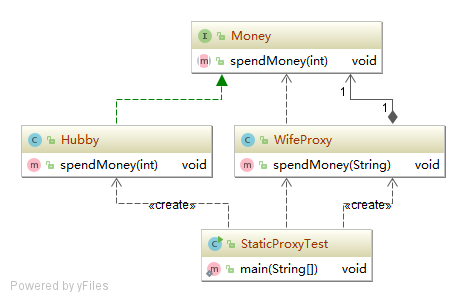 I Money
m spendMoney(int) void
1
1
C Hubby
m spendMoney(int) void
C WifeProxy
m spendMoney(String) void
«create»
«create»
C StaticProxyTest
m main(String[]) void
Powered by yFiles